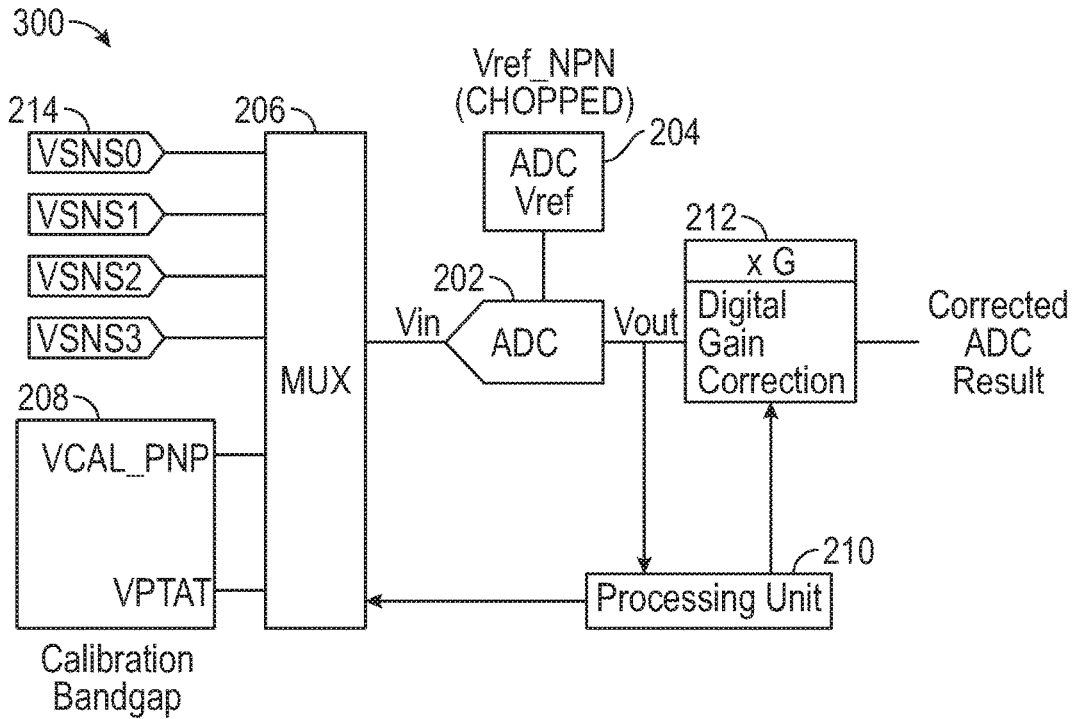 300
Vref_NPN
(CHOPPED)
214
206
204
VSNS0
ADC
Vref
VSNS1
212
x G
VSNS2
202
Digital
Gain
Correction
Vin
ADC
Vout
Corrected
ADC
Result
VSNS3
MUX
208
VCAL_PNP
210
VPTAT
Processing Unit
Calibration
Bandgap